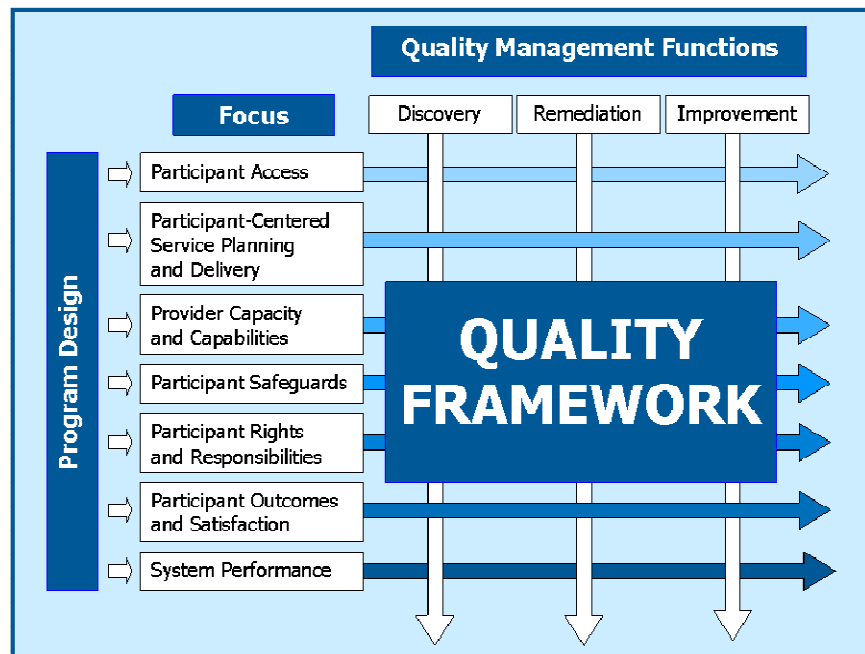 Quality Management Functions
Focus
Discovery
Remediation
Improvement
Program Design
Participant Access
Participant-Centered
Service Planning
and Delivery
Provider Capacity
and Capabilities
Participant Safeguards
Participant Rights
and Responsibilities
Participant Outcomes
and Satisfaction
System Performance
QUALITY
FRAMEWORK